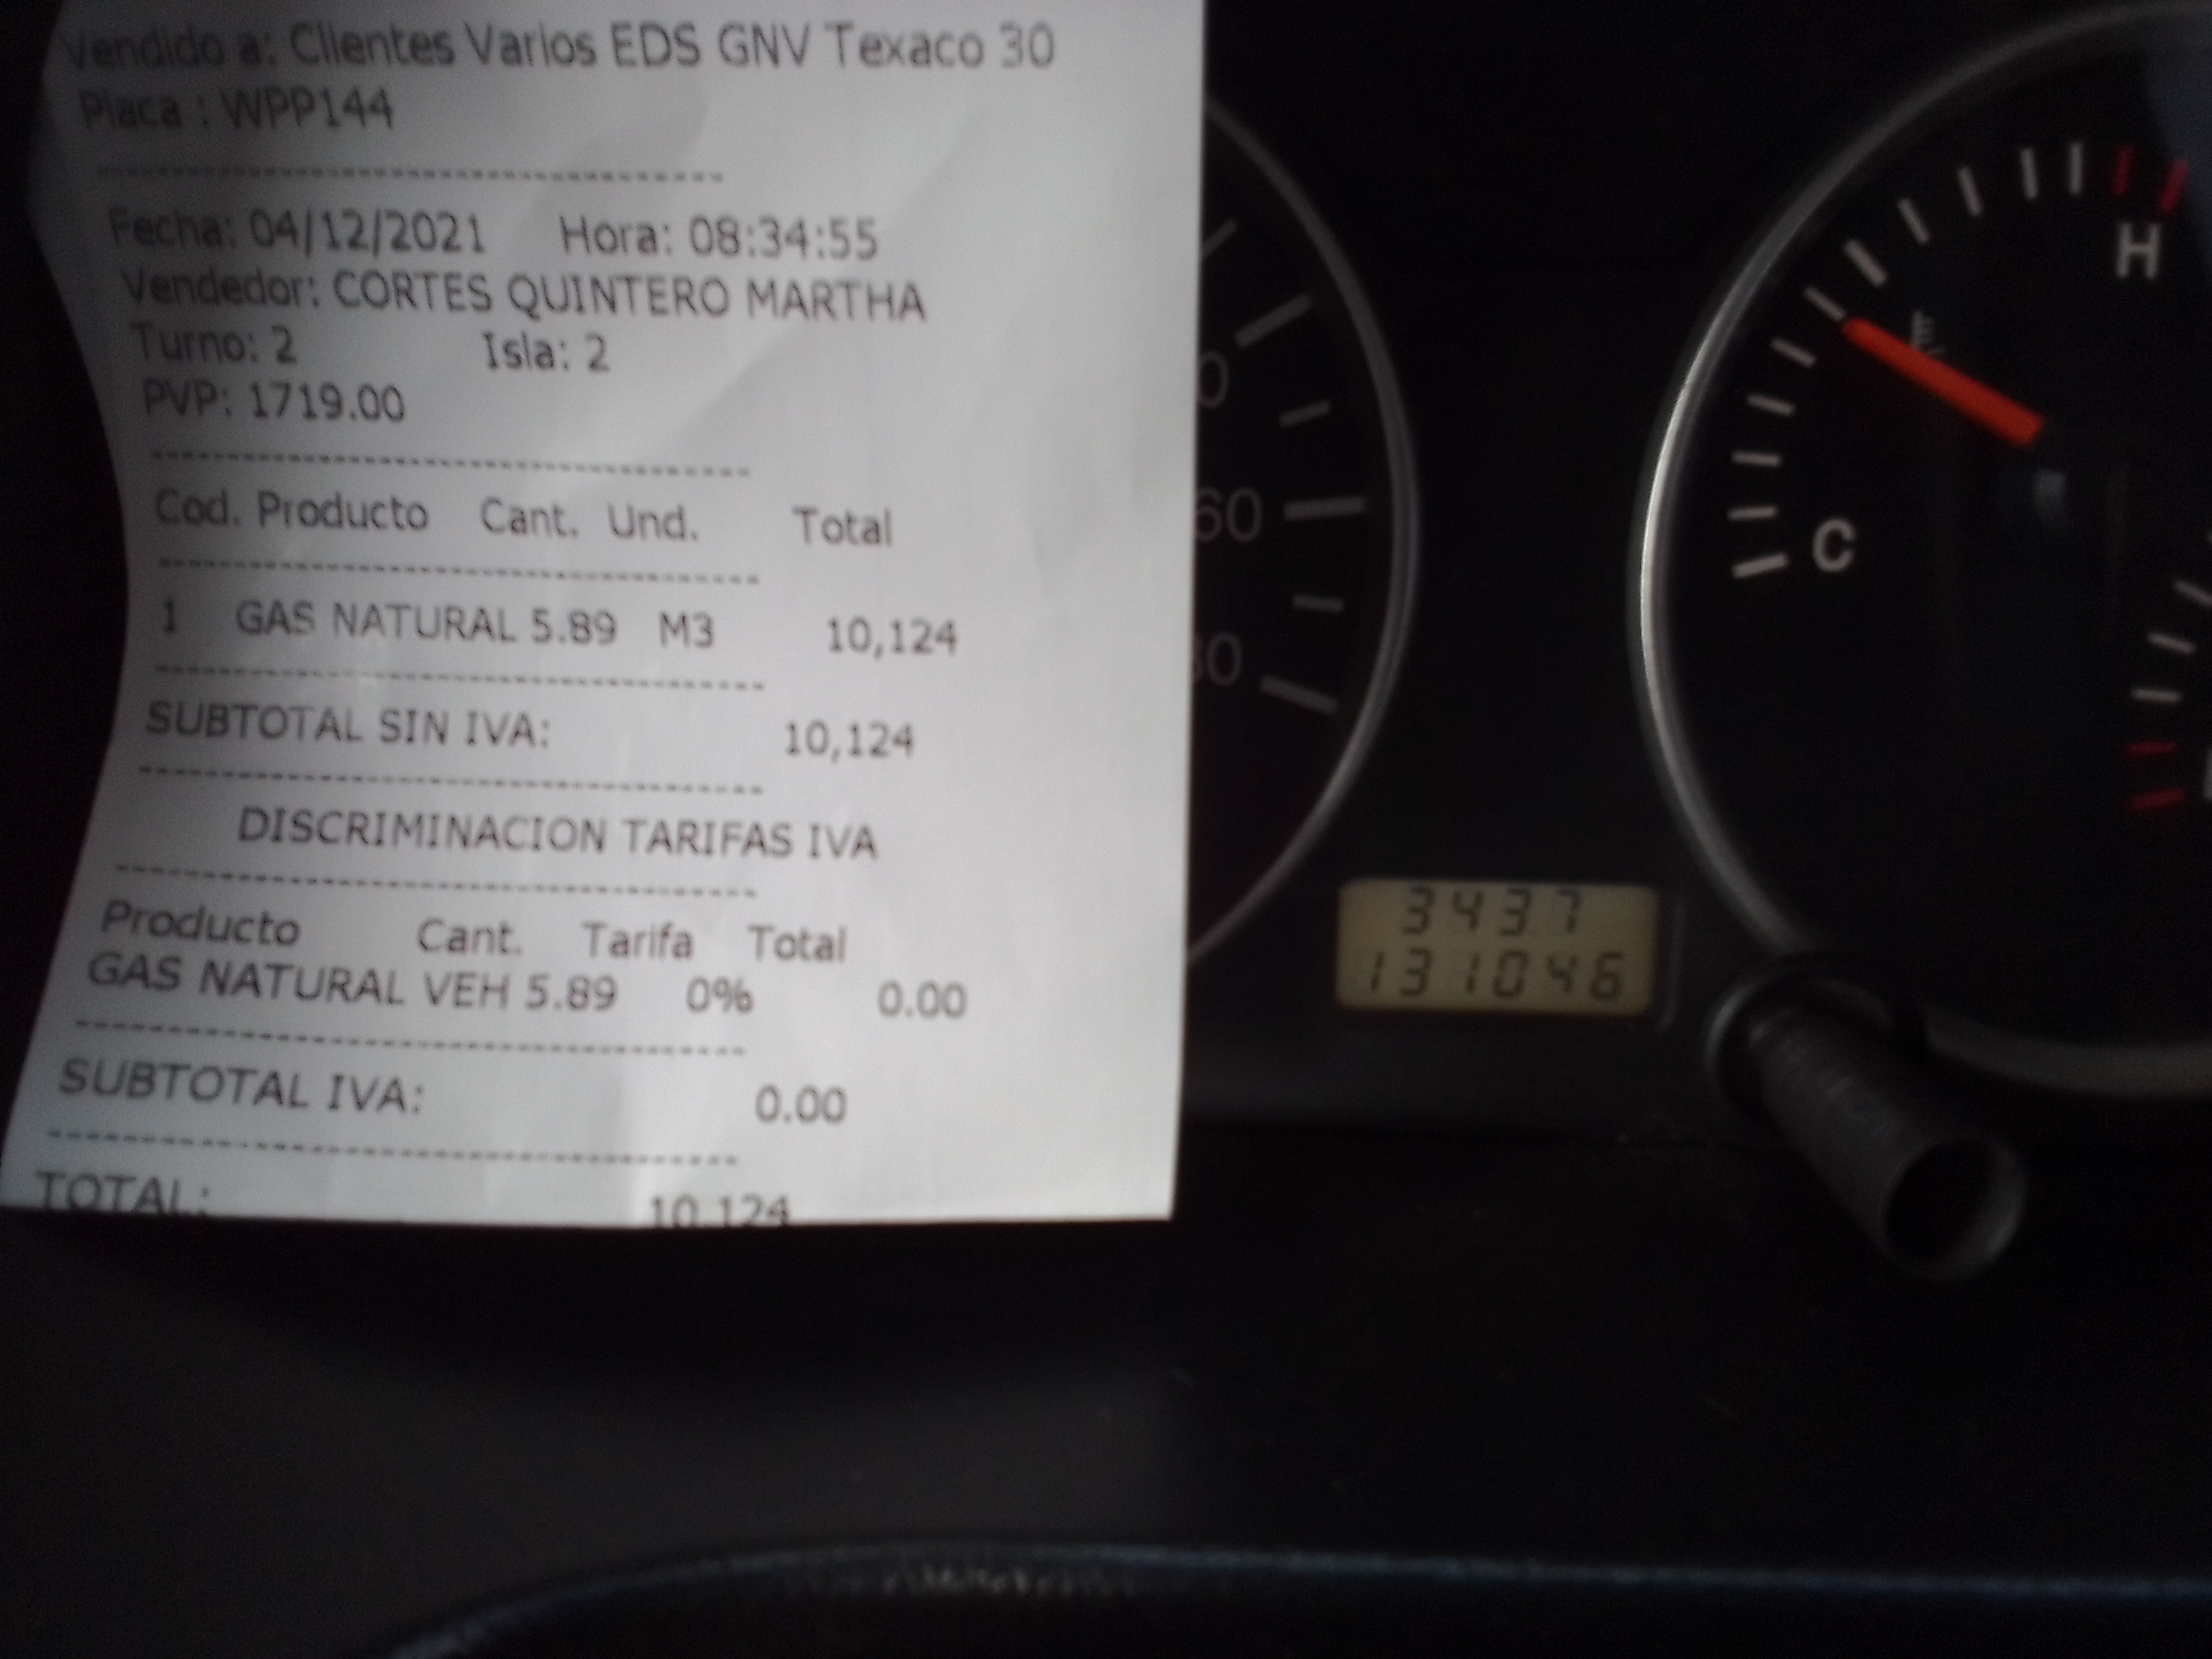 Vendido a: Clientes Varios EDS GNV Texaco 30
Placa : WPP144
Fecha: 04/12/2021 Hora: 08:34:55
Vendedor: CORTES QUINTERO MARTHA
Turno: 2 Isla: 2
PVP: 1719.00
Cod. Producto Cant. Und. Total
1 GAS NATURAL 5.89 M3 10,124
SUBTOTAL SIN IVA: 10,124
DISCRIMINACION TARIFAS IVA
Producto Cant. Tarifa Total
GAS NATURAL VEH 5.89 0% 0.00
SUBTOTAL IVA: 0.00
TOTAL: 10,124
H
C
60
343.7
131046